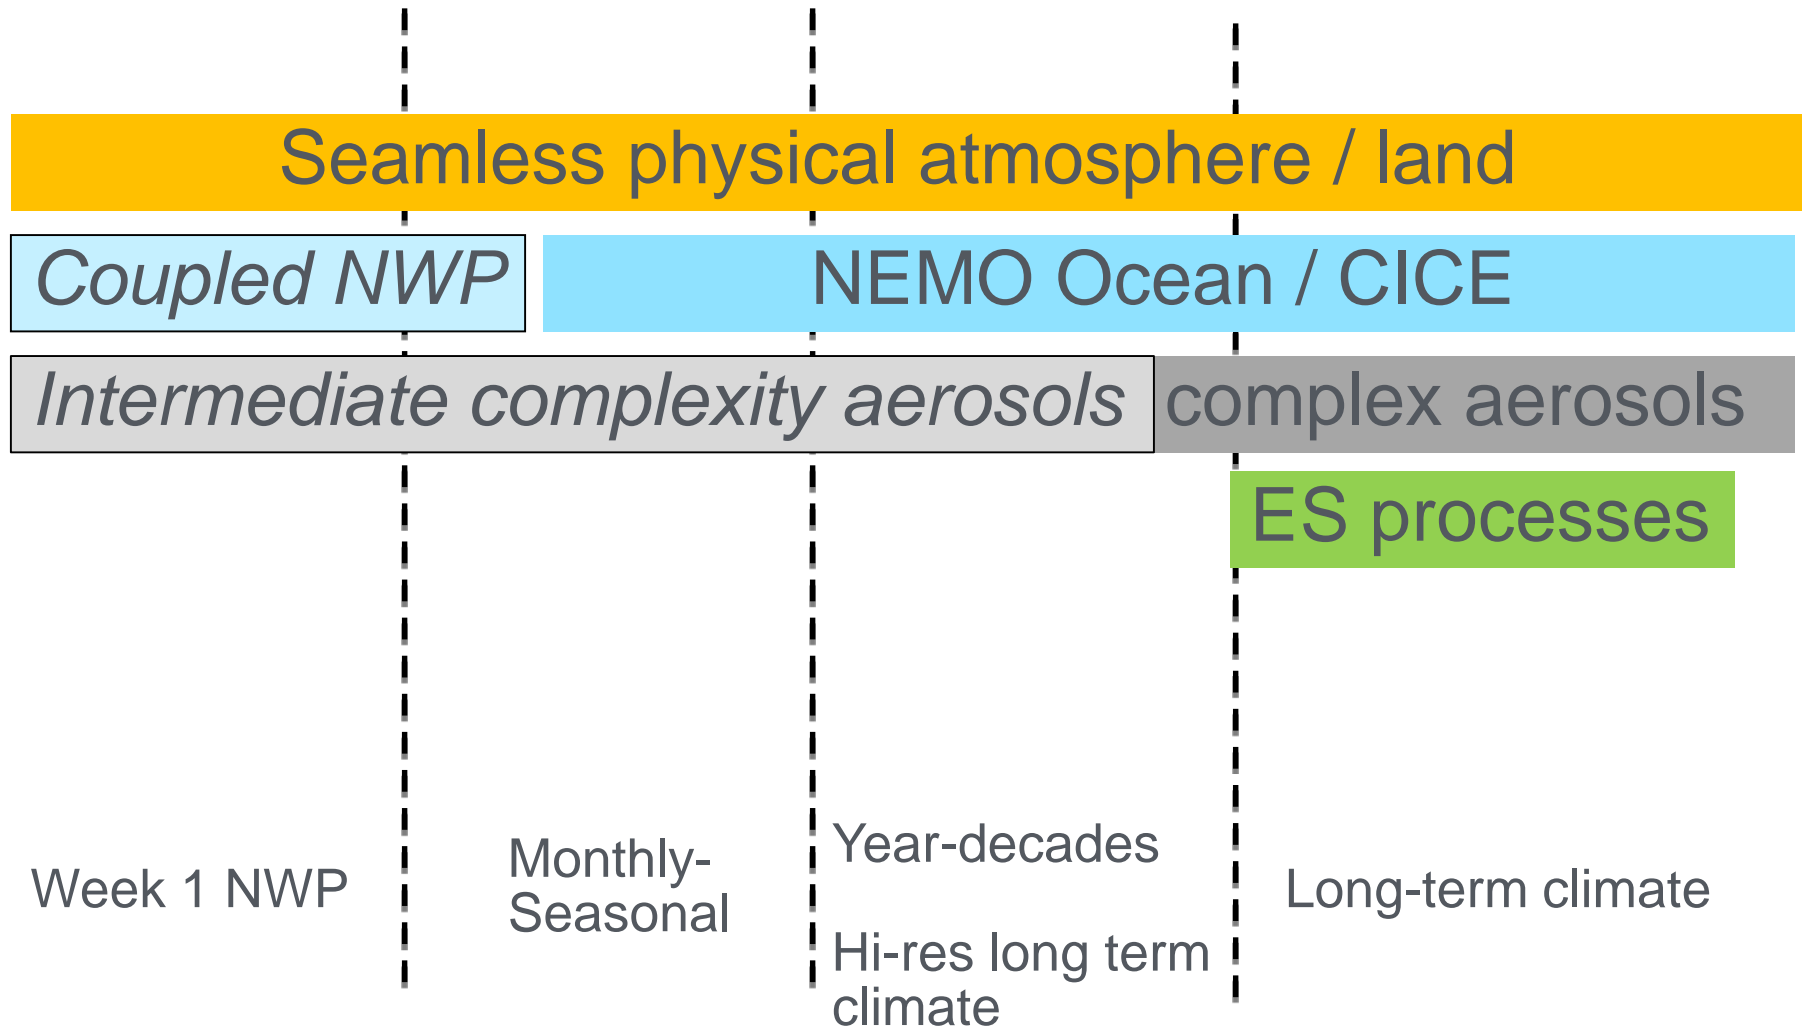 Seamless physical atmosphere / land
Coupled NWP
NEMO Ocean / CICE
Intermediate complexity aerosols
complex aerosols
ES processes
Week 1 NWP
Monthly-
Seasonal
Year-decades
Hi-res long term
climate
Long-term climate